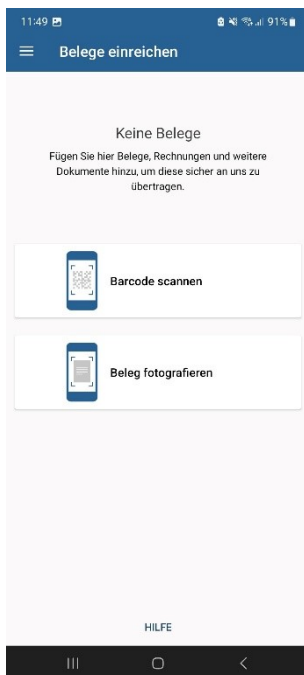 11:49 91%
Belege einreichen
Keine Belege
Fügen Sie hier Belege, Rechnungen und weitere
Dokumente hinzu, um diese sicher an uns zu
übertragen.
Barcode scannen
Beleg fotografieren
HILFE